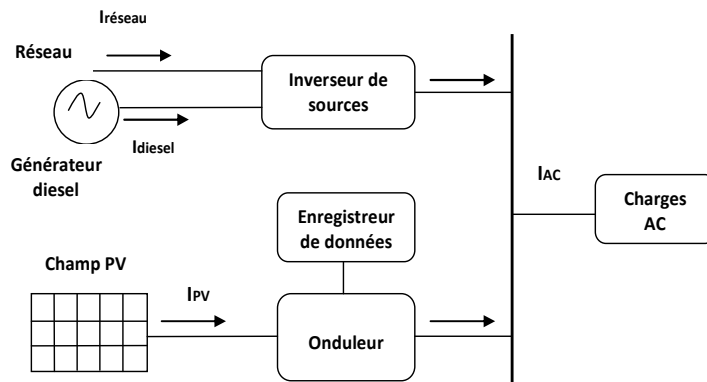 Iréseau
Réseau
Inverseur de
sources
Idiesel
Générateur
diesel
IAC
Charges
AC
Enregistreur
de données
Champ PV
IPV
Onduleur